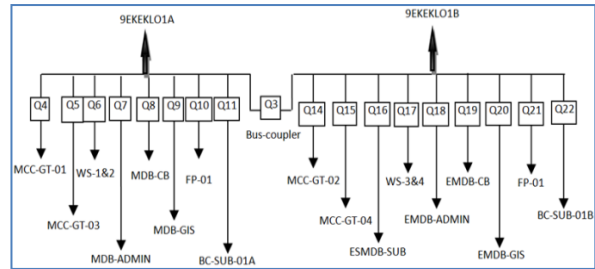 9EKEKLO1A 9EKEKLO1B
Q4 Q5 Q6 Q7 Q8 Q9 Q10 Q11 Q3 Q14 Q15 Q16 Q17 Q18 Q19 Q20 Q21 Q22
Bus-coupler
MCC-GT-01 WS-1&2 MDB-CB FP-01 MCC-GT-02 WS-3&4 EMDB-CB FP-01
MCC-GT-03 MDB-GIS MCC-GT-04 EMDB-ADMIN BC-SUB-01B
MDB-ADMIN BC-SUB-01A ESMDB-SUB EMDB-GIS